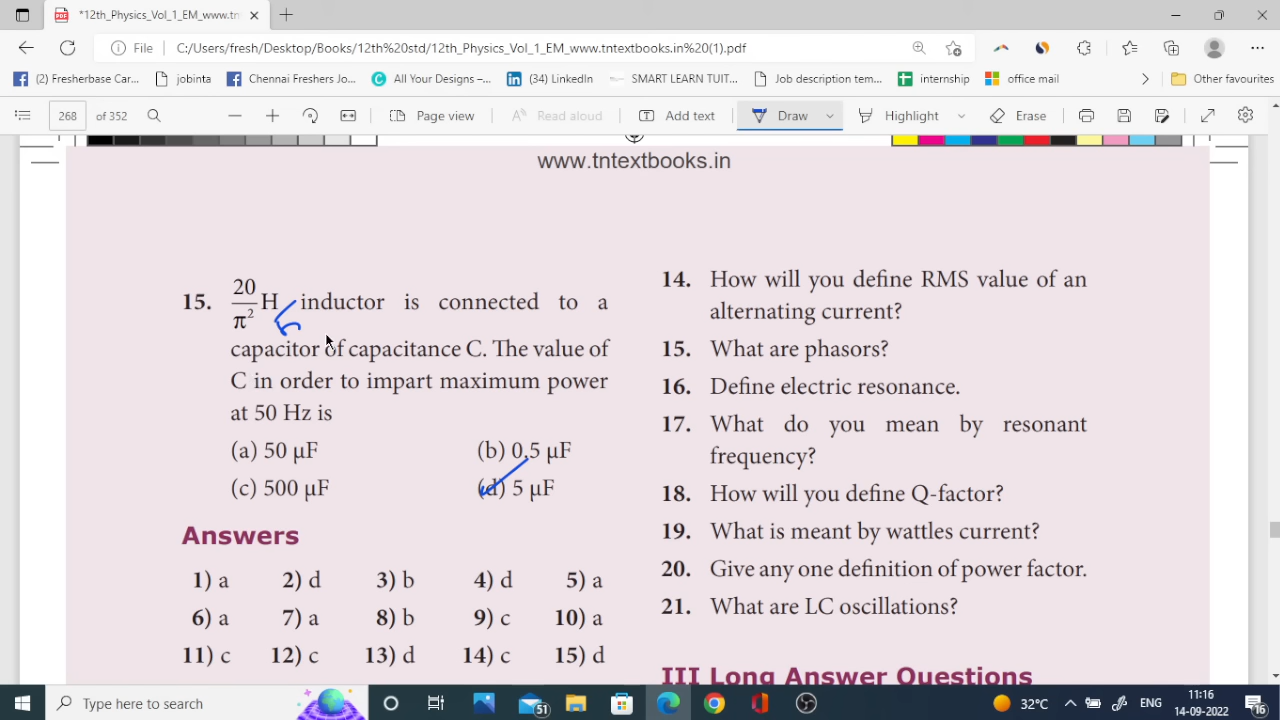 *12th_Physics_Vol_1_EM_www.tn
File
C:/Users/fresh/Desktop/Books/12th%20std/12th_Physics_Vol_1_EM_www.tntextbooks.in%20(1).pdf
(2) Fresherbase Car...
jobinta
Chennai Freshers Jo...
All Your Designs –...
(34) LinkedIn
SMART LEARN TUIT...
Job description tem...
internship
office mail
Other favourites
268 of 352
Page view
Read aloud
Add text
Draw
Highlight
Erase
www.tntextbooks.in
15. 20/π² H inductor is connected to a
capacitor of capacitance C. The value of
C in order to impart maximum power
at 50 Hz is
(a) 50 μF (b) 0.5 μF
(c) 500 μF (d) 5 μF
Answers
1) a 2) d 3) b 4) d 5) a
6) a 7) a 8) b 9) c 10) a
11) c 12) c 13) d 14) c 15) d
14. How will you define RMS value of an
alternating current?
15. What are phasors?
16. Define electric resonance.
17. What do you mean by resonant
frequency?
18. How will you define Q-factor?
19. What is meant by wattles current?
20. Give any one definition of power factor.
21. What are LC oscillations?
III Long Answer Questions
Type here to search
51
32°C
ENG
11:16
14-09-2022
16